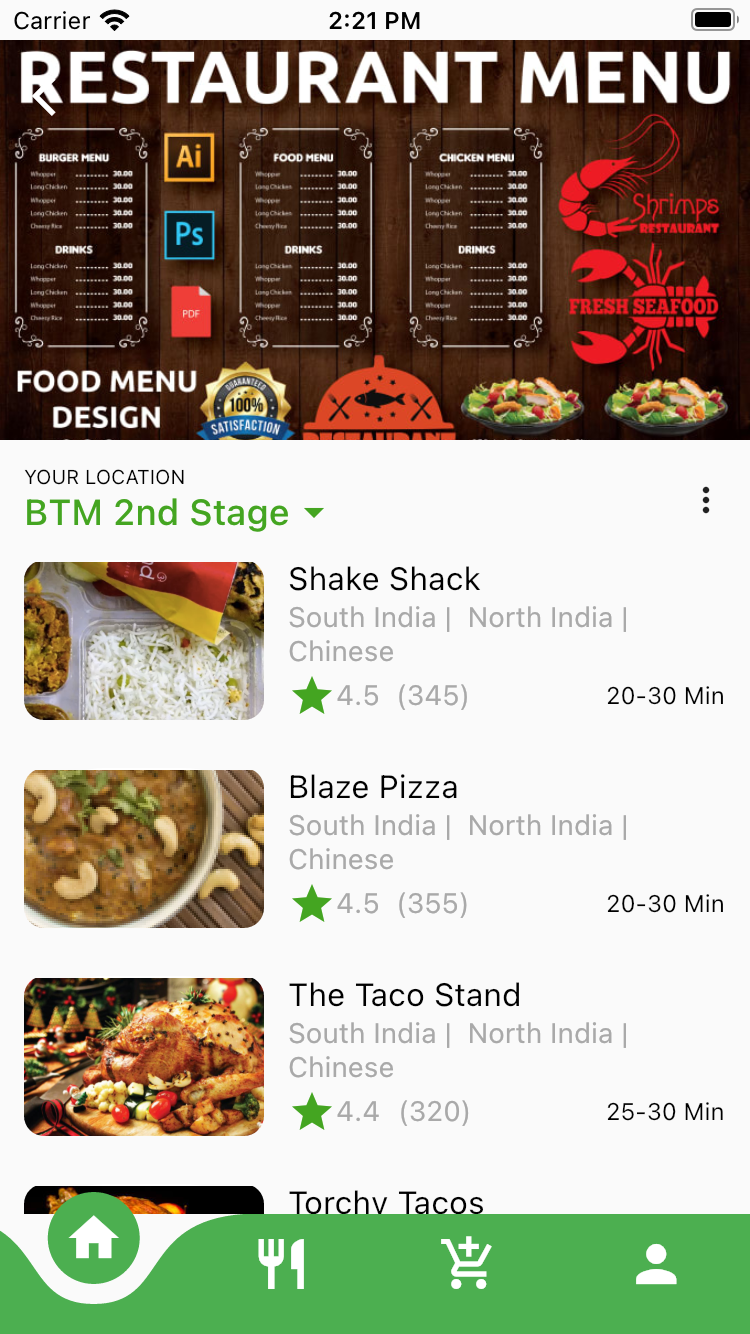 Carrier 2:21 PM
RESTAURANT MENU
BURGER MENU
Whopper 30.00
Long Chicken 30.00
Whopper 30.00
Long Chicken 30.00
Cheesy Rice 30.00
DRINKS
Long Chicken 30.00
Whopper 30.00
Long Chicken 30.00
Whopper 30.00
Cheesy Rice 30.00
Ai
Ps
PDF
FOOD MENU
Whopper 30.00
Long Chicken 30.00
Whopper 30.00
Long Chicken 30.00
Cheesy Rice 30.00
DRINKS
Long Chicken 30.00
Whopper 30.00
Long Chicken 30.00
Whopper 30.00
Cheesy Rice 30.00
CHICKEN MENU
Whopper 30.00
Long Chicken 30.00
Whopper 30.00
Long Chicken 30.00
Cheesy Rice 30.00
DRINKS
Long Chicken 30.00
Whopper 30.00
Long Chicken 30.00
Whopper 30.00
Cheesy Rice 30.00
Shrimps
RESTAURANT
FRESH SEAFOOD
FOOD MENU
DESIGN
GUARANTEED
100%
SATISFACTION
RESTAURANT
YOUR LOCATION
BTM 2nd Stage
Shake Shack
South India | North India |
Chinese
4.5 (345) 20-30 Min
Blaze Pizza
South India | North India |
Chinese
4.5 (355) 20-30 Min
The Taco Stand
South India | North India |
Chinese
4.4 (320) 25-30 Min
Torchy Tacos